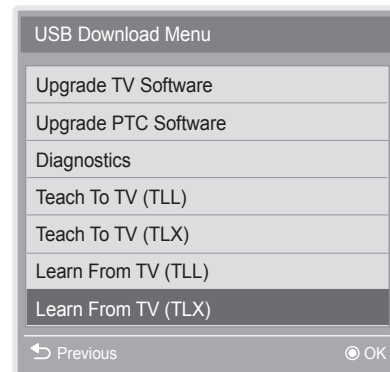 USB Download Menu
Upgrade TV Software
Upgrade PTC Software
Diagnostics
Teach To TV (TLL)
Teach To TV (TLX)
Learn From TV (TLL)
Learn From TV (TLX)
Previous OK